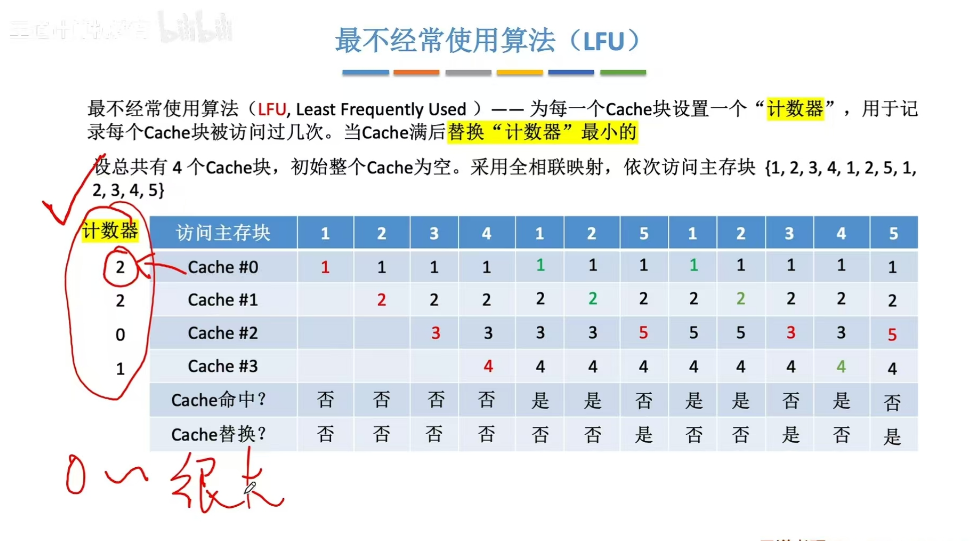 bilibili
最不经常使用算法（LFU）
最不经常使用算法（LFU, Least Frequently Used ）—— 为每一个Cache块设置一个“计数器”，用于记
录每个Cache块被访问过几次。当Cache满后替换“计数器”最小的
设总共有 4 个Cache块，初始整个Cache为空。采用全相联映射，依次访问主存块 {1, 2, 3, 4, 1, 2, 5, 1,
2, 3, 4, 5}
计数器 访问主存块 1 2 3 4 1 2 5 1 2 3 4 5
2 Cache #0 1 1 1 1 1 1 1 1 1 1 1 1
2 Cache #1 2 2 2 2 2 2 2 2 2 2 2
0 Cache #2 3 3 3 3 5 5 5 3 3 5
1 Cache #3 4 4 4 4 4 4 4 4 4
Cache命中？ 否 否 否 否 是 是 否 是 是 否 是 否
Cache替换？ 否 否 否 否 否 否 是 否 否 是 否 是
0 ~ 很大